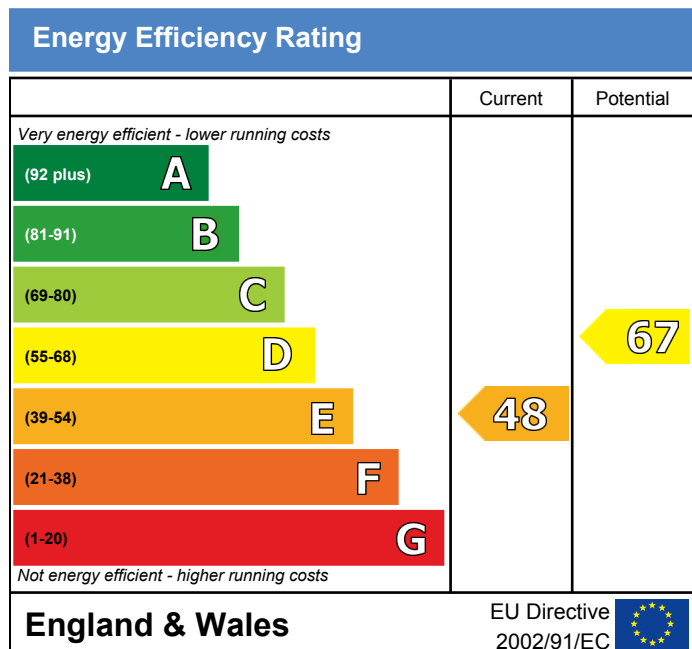 Energy Efficiency Rating
Current Potential
Very energy efficient - lower running costs
(92 plus) A
(81-91) B
(69-80) C
(55-68) D
67
(39-54) E
48
(21-38) F
(1-20) G
Not energy efficient - higher running costs
England & Wales
EU Directive
2002/91/EC